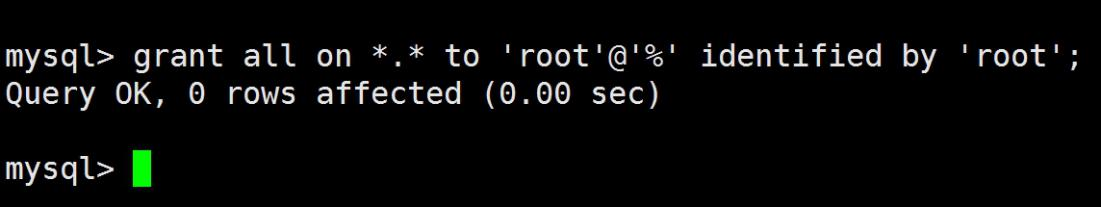 mysql> grant all on *.* to 'root'@'%' identified by 'root';
Query OK, 0 rows affected (0.00 sec)
mysql>